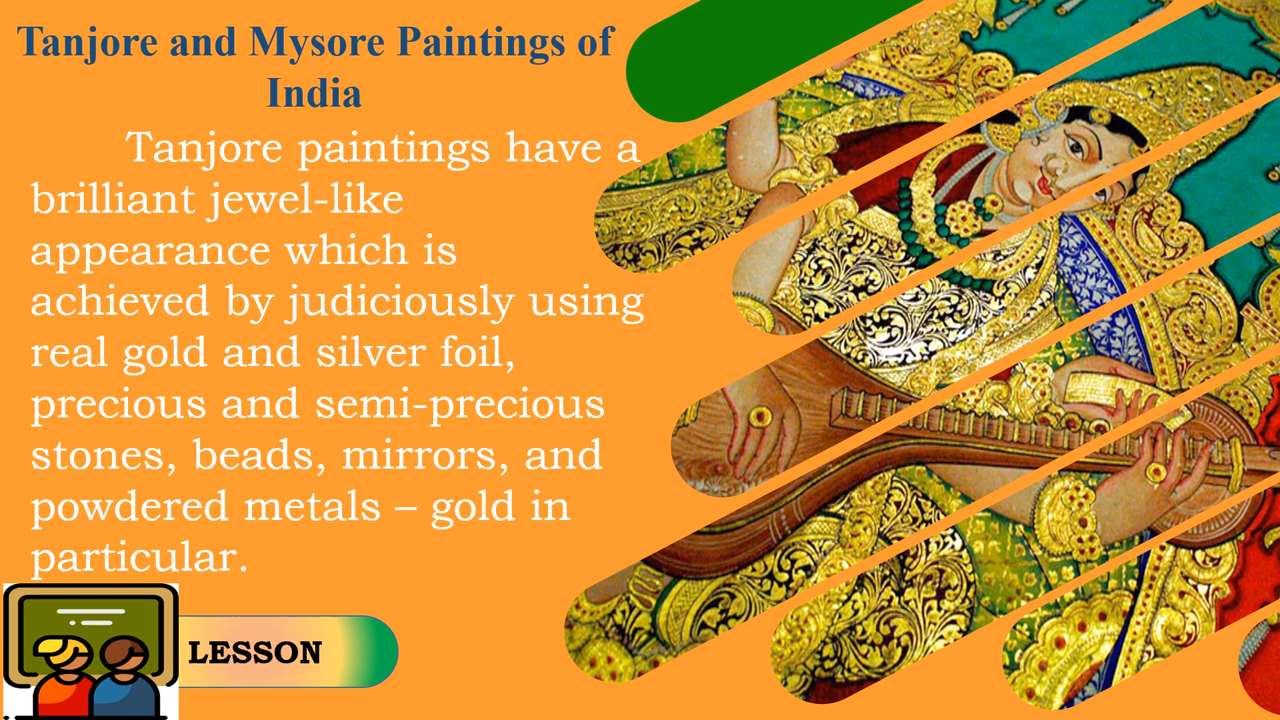 Tanjore and Mysore Paintings of
India
Tanjore paintings have a
brilliant jewel-like
appearance which is
achieved by judiciously using
real gold and silver foil,
precious and semi-precious
stones, beads, mirrors, and
powdered metals – gold in
particular.
LESSON